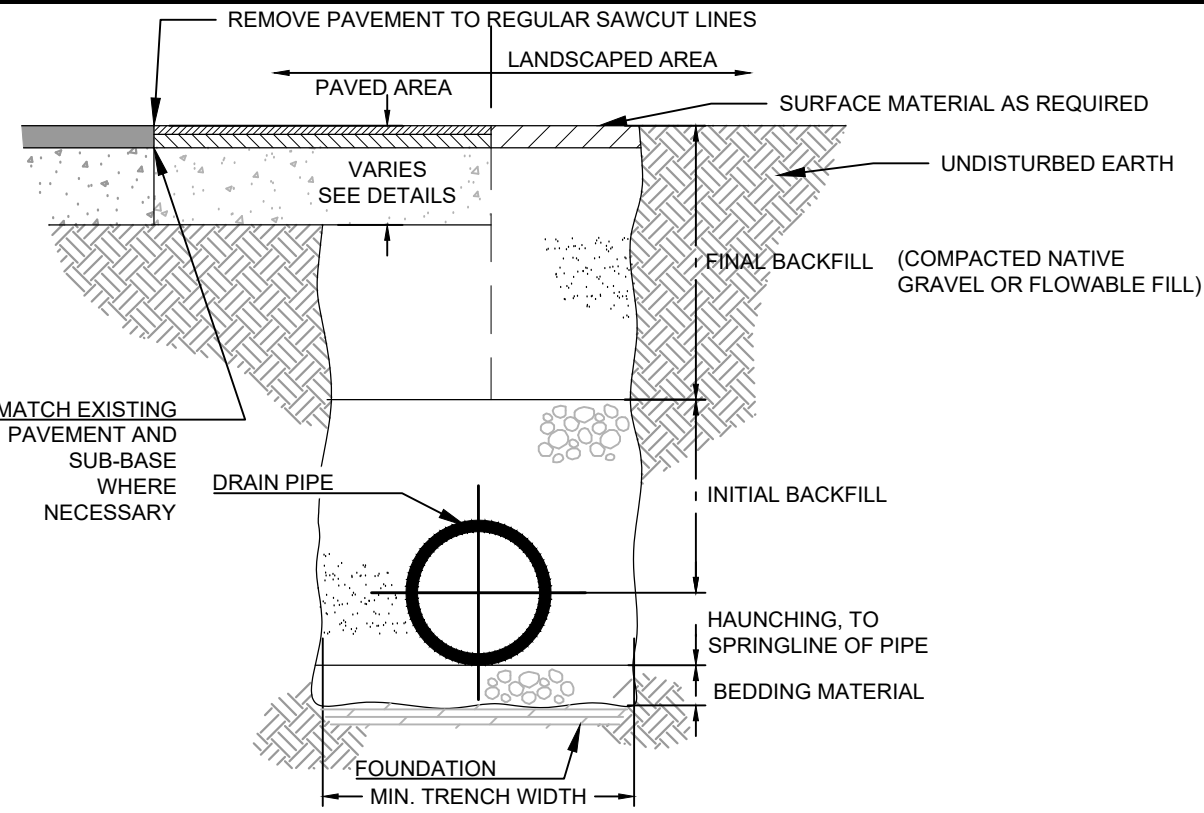 REMOVE PAVEMENT TO REGULAR SAWCUT LINES
LANDSCAPED AREA
PAVED AREA
SURFACE MATERIAL AS REQUIRED
UNDISTURBED EARTH
VARIES
SEE DETAILS
FINAL BACKFILL (COMPACTED NATIVE
GRAVEL OR FLOWABLE FILL)
MATCH EXISTING
PAVEMENT AND
SUB-BASE
WHERE
NECESSARY
DRAIN PIPE
INITIAL BACKFILL
HAUNCHING, TO
SPRINGLINE OF PIPE
BEDDING MATERIAL
FOUNDATION
MIN. TRENCH WIDTH